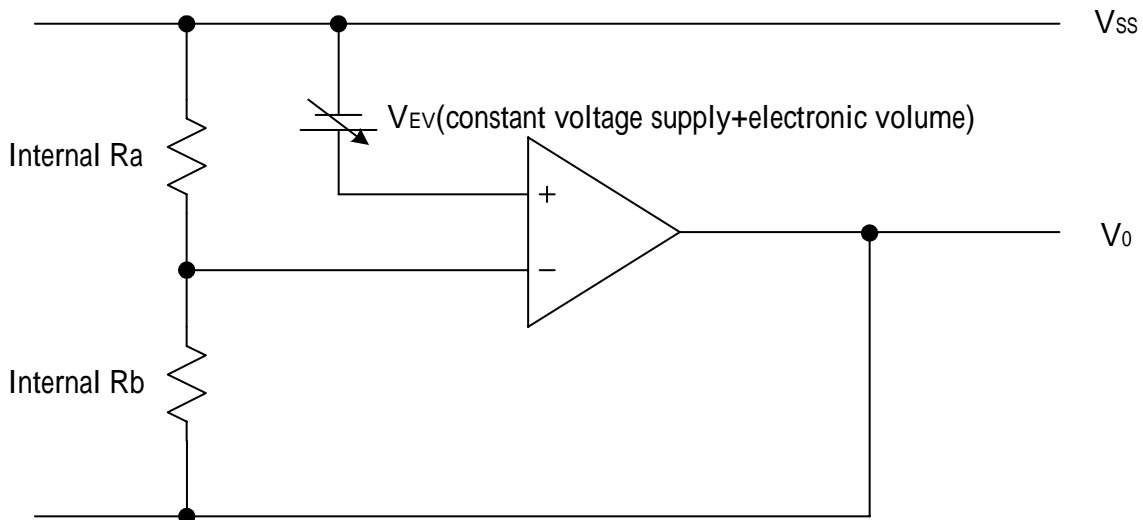 VSS
VEV(constant voltage supply+electronic volume)
Internal Ra
+
V0
−
Internal Rb